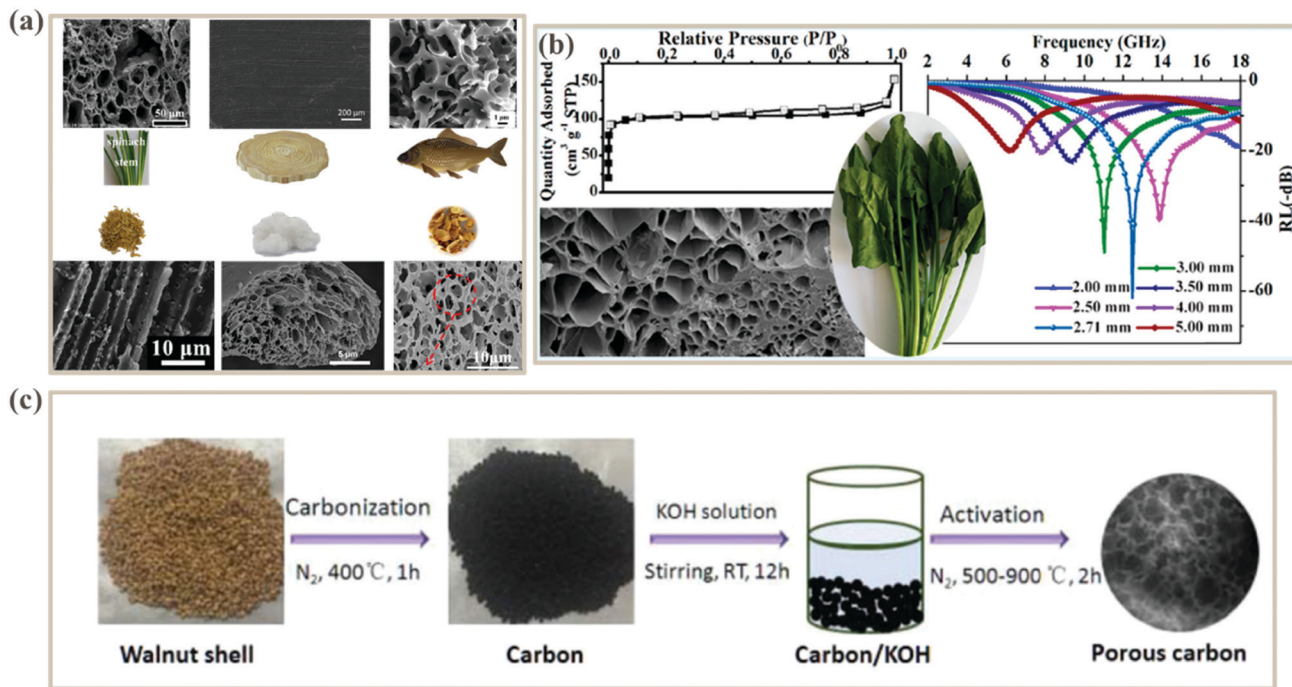 (a)
50 μm
200 μm
1 μm
spinach
stem
10 μm
5 μm
10μm
(b)
Relative Pressure (P/P
0,0 0,2 0,4 0,6 0,8 1,0
Quantity Adsorbed
(cm³ g⁻¹ STP)
150
100
50
0
Frequency (GHz)
2 4 6 8 10 12 14 16 18
0
-20
-40
-60
RL(-dB)
3.00 mm
2.00 mm
3.50 mm
2.50 mm
4.00 mm
2.71 mm
5.00 mm
(c)
Carbonization
N₂, 400℃, 1h
KOH solution
Stirring, RT, 12h
Activation
N₂, 500-900 ℃, 2h
Walnut shell
Carbon
Carbon/KOH
Porous carbon